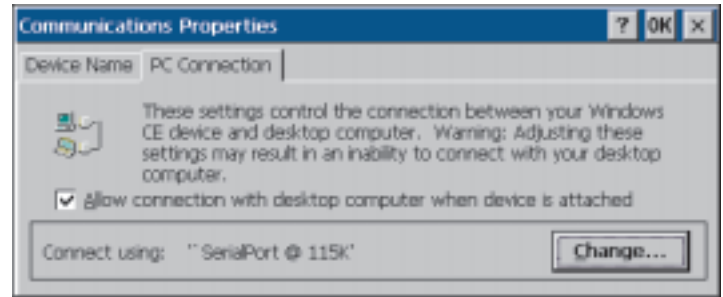 Communications Properties ? OK ×
Device Name PC Connection
These settings control the connection between your Windows
CE device and desktop computer. Warning: Adjusting these
settings may result in an inability to connect with your desktop
computer.
Allow connection with desktop computer when device is attached
Connect using: '`SerialPort @ 115K' Change...